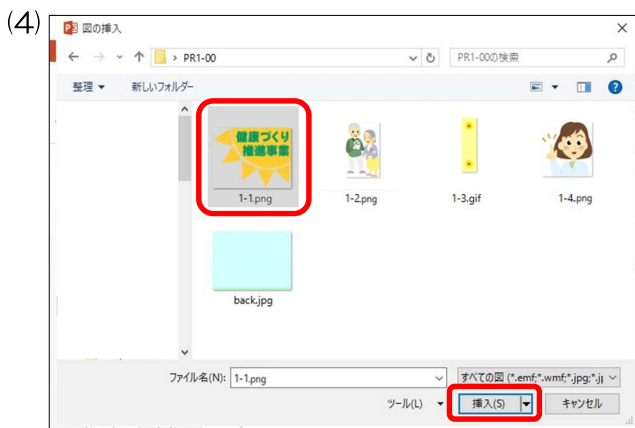 (4)
図の挿入
PR1-00
PR1-00の検索
整理
新しいフォルダー
健康づくり
推進事業
1-1.png
1-2.png
1-3.gif
1-4.png
back.jpg
ファイル名(N):
1-1.png
すべての図 (*.emf;*.wmf;*.jpg;*.j
ツール(L)
挿入(S)
キャンセル